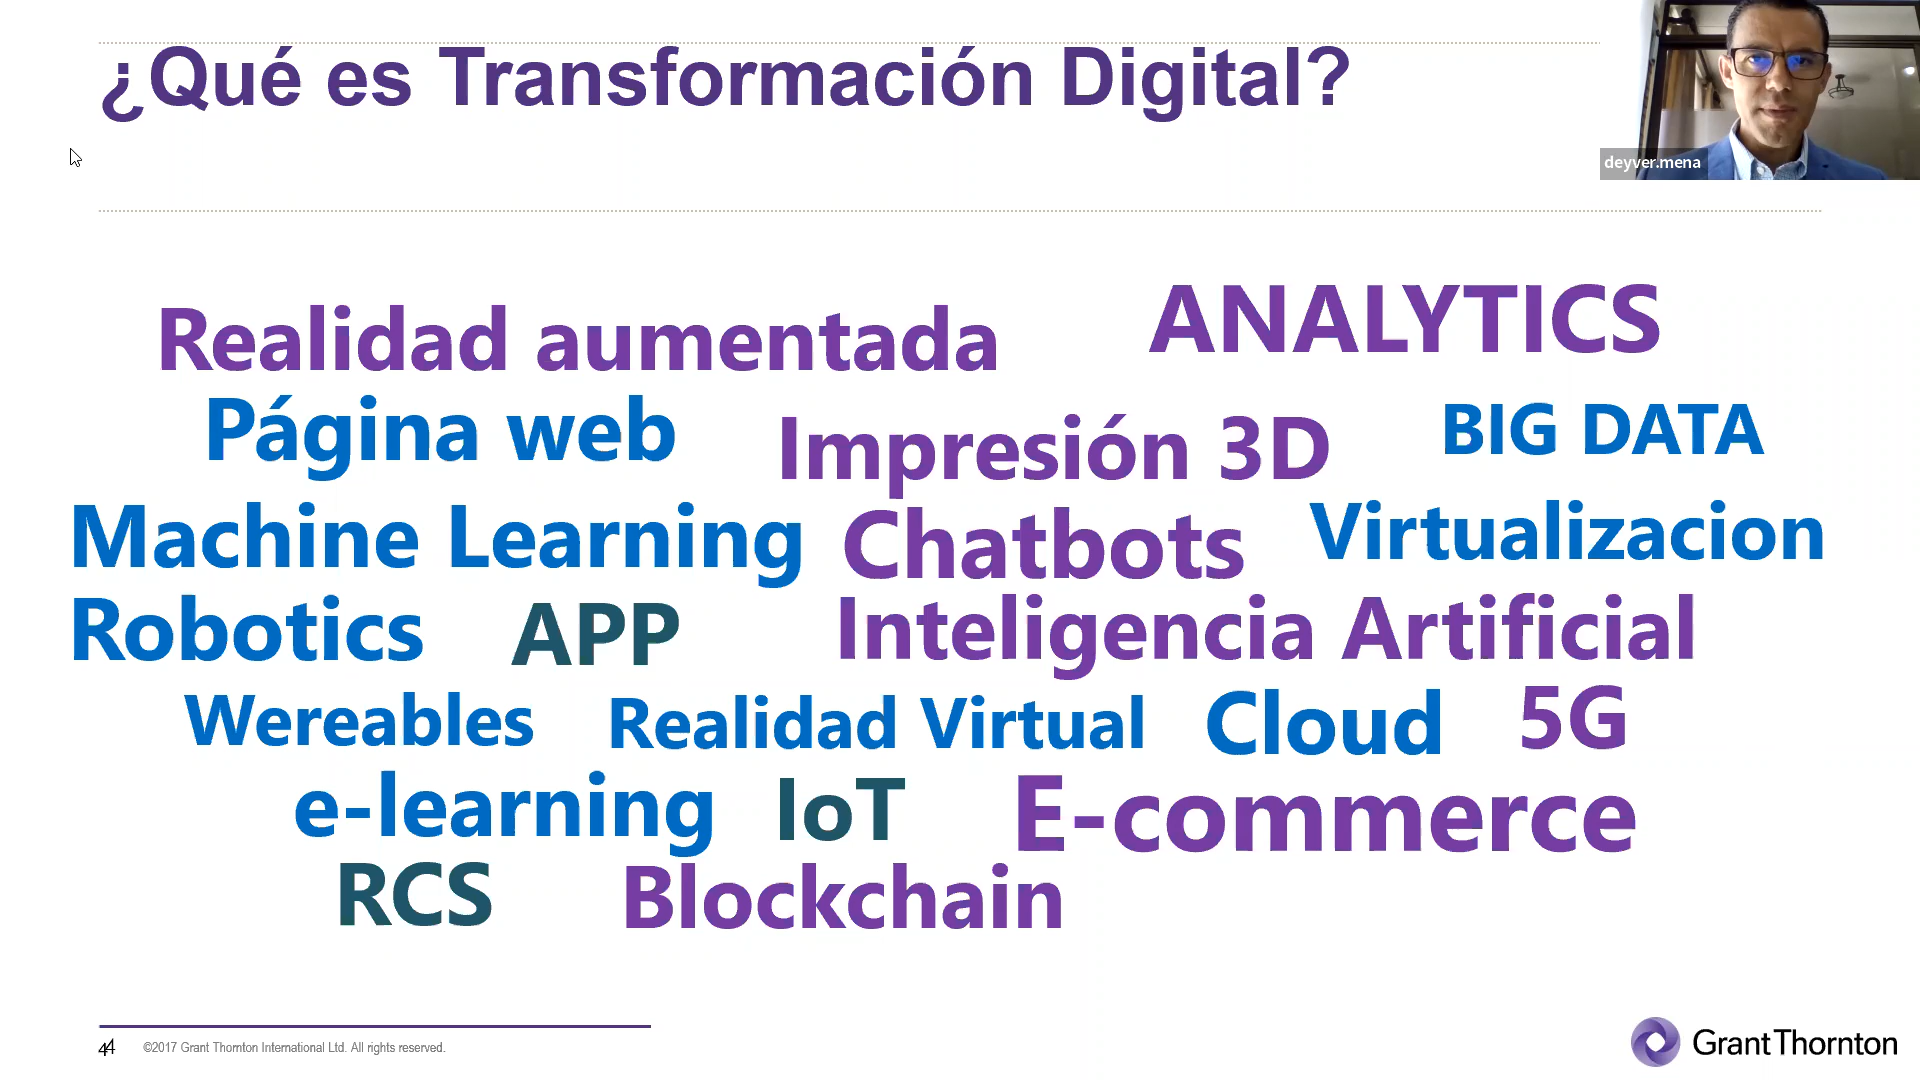 ¿Qué es Transformación Digital?
deyver.mena
Realidad aumentada ANALYTICS
Página web Impresión 3D BIG DATA
Machine Learning Chatbots Virtualizacion
Robotics APP Inteligencia Artificial
Wereables Realidad Virtual Cloud 5G
e-learning IoT E-commerce
RCS Blockchain
©2017 Grant Thornton International Ltd. All rights reserved.
Grant Thornton